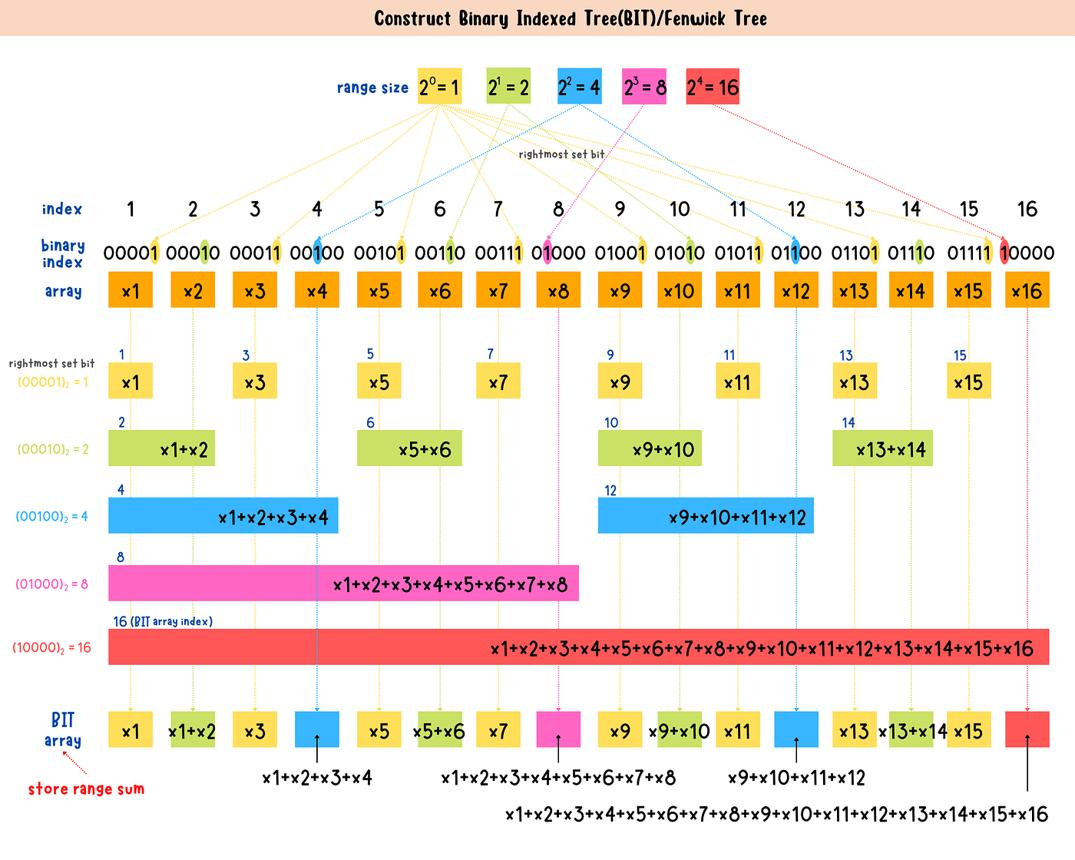 Construct Binary Indexed Tree(BIT)/Fenwick Tree
range size 2⁰ = 1 2¹ = 2 2² = 4 2³ = 8 2⁴ = 16
rightmost set bit
index 1 2 3 4 5 6 7 8 9 10 11 12 13 14 15 16
binary index 00001 00010 00011 00100 00101 00110 00111 01000 01001 01010 01011 01100 01101 01110 01111 10000
array x1 x2 x3 x4 x5 x6 x7 x8 x9 x10 x11 x12 x13 x14 x15 x16
rightmost set bit
1 3 5 7 9 11 13 15
(00001)₂ = 1 x1 x3 x5 x7 x9 x11 x13 x15
2 6 10 14
(00010)₂ = 2 x1+x2 x5+x6 x9+x10 x13+x14
4 12
(00100)₂ = 4 x1+x2+x3+x4 x9+x10+x11+x12
8
(01000)₂ = 8 x1+x2+x3+x4+x5+x6+x7+x8
16 (BIT array index)
(10000)₂ = 16 x1+x2+x3+x4+x5+x6+x7+x8+x9+x10+x11+x12+x13+x14+x15+x16
BIT array x1 x1+x2 x3 x5 x5+x6 x7 x9 x9+x10 x11 x13 x13+x14 x15
x1+x2+x3+x4 x1+x2+x3+x4+x5+x6+x7+x8 x9+x10+x11+x12
store range sum
x1+x2+x3+x4+x5+x6+x7+x8+x9+x10+x11+x12+x13+x14+x15+x16